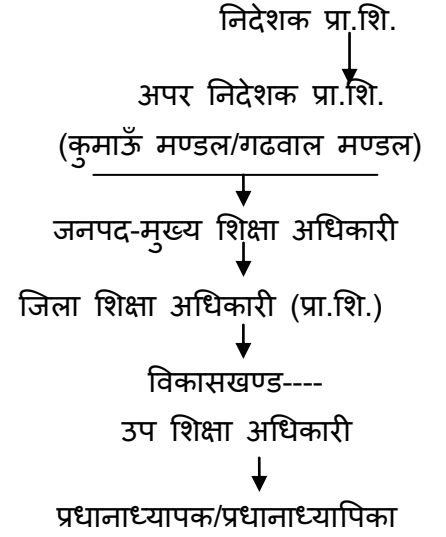 निदेशक प्रा.शि.
अपर निदेशक प्रा.शि.
(कुमाऊँ मण्डल/गढवाल मण्डल)
जनपद-मुख्य शिक्षा अधिकारी
जिला शिक्षा अधिकारी (प्रा.शि.)
विकासखण्ड----
उप शिक्षा अधिकारी
प्रधानाध्यापक/प्रधानाध्यापिका